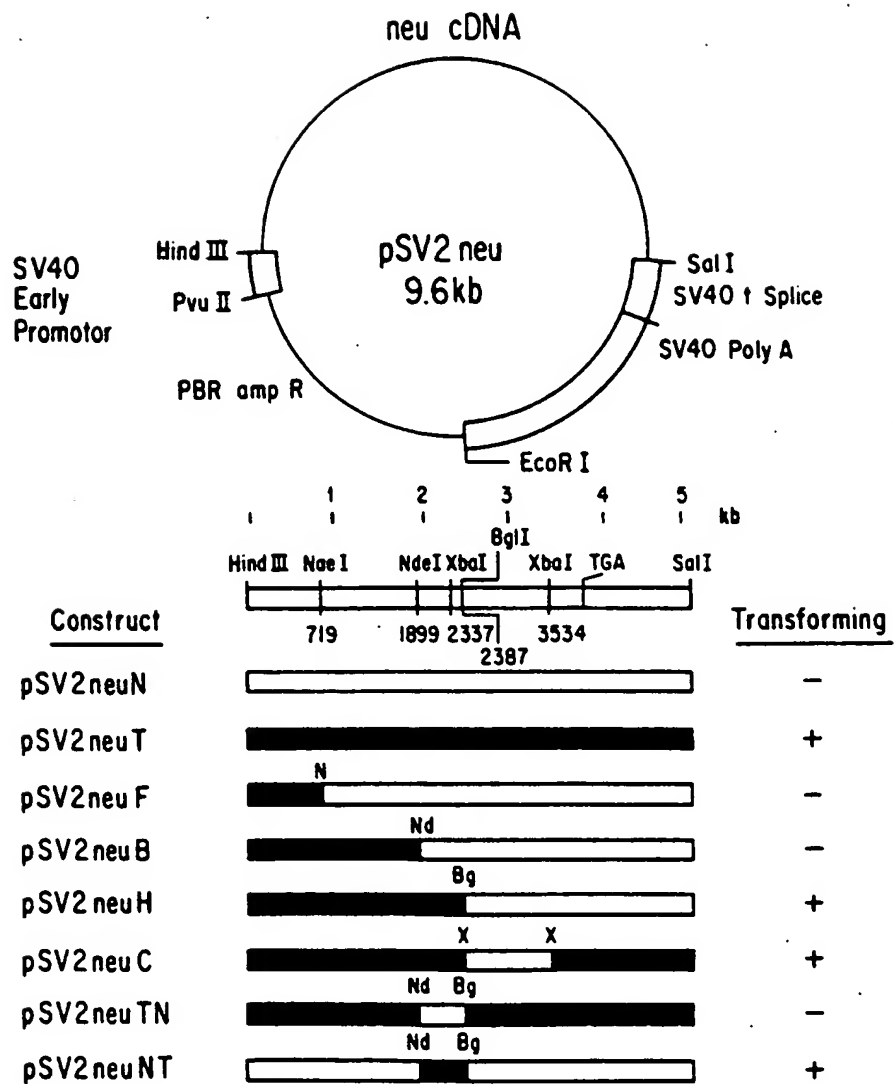 neu cDNA
Hind III
pSV2 neu
9.6kb
Sal I
SV40
Early
Promotor
Pvu II
SV40 t Splice
SV40 Poly A
PBR amp R
EcoR I
1 2 3 4 5 kb
BglI
Hind III NaeI NdeI XbaI XbaI TGA SalI
Construct
719 1899 2337 3534
2387
Transforming
pSV2neuN −
pSV2neuT +
N
pSV2neuF −
Nd
pSV2neuB −
Bg
pSV2neuH +
X X
pSV2neuC +
Nd Bg
pSV2neuTN −
Nd Bg
pSV2neuNT +